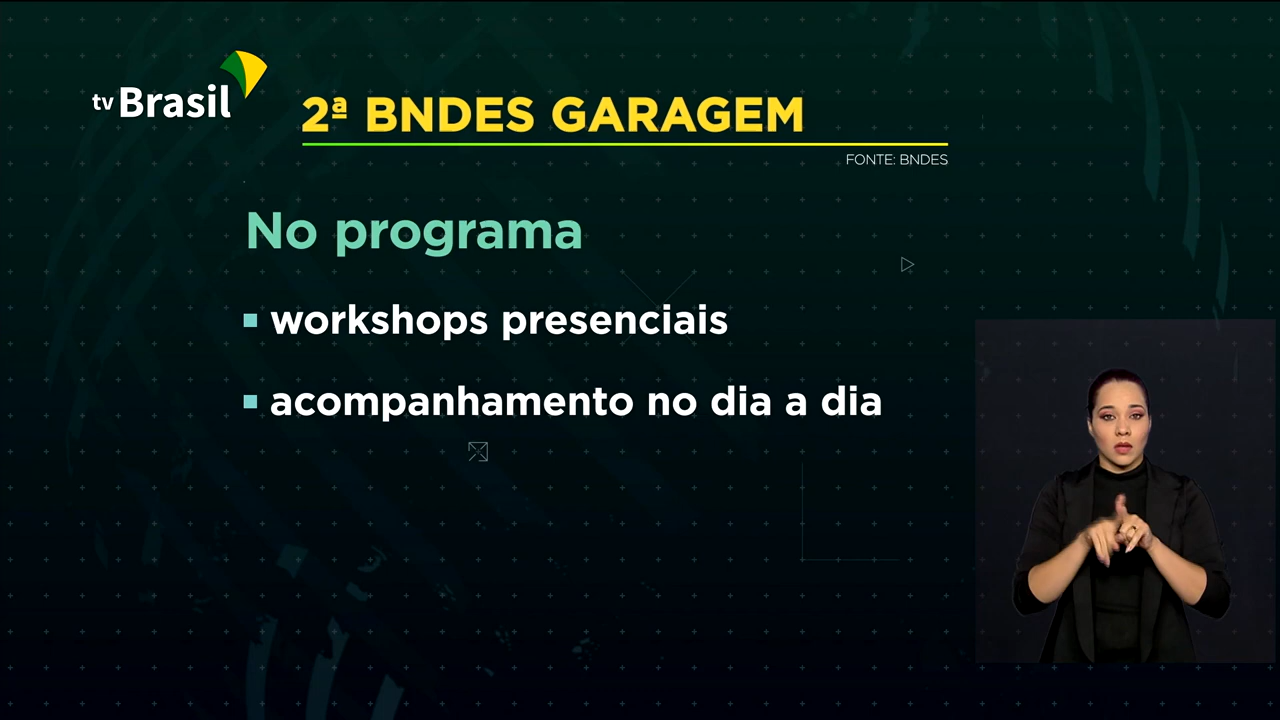 tv Brasil
2ª BNDES GARAGEM
FONTE: BNDES
No programa
workshops presenciais
acompanhamento no dia a dia